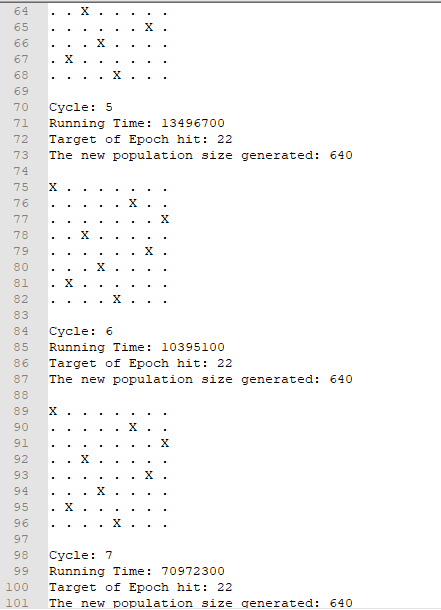 64 . . X . . . . .
65 . . . . . . X .
66 . . . X . . . .
67 . X . . . . . .
68 . . . . X . . .
69
70 Cycle: 5
71 Running Time: 13496700
72 Target of Epoch hit: 22
73 The new population size generated: 640
74
75 X . . . . . . .
76 . . . . . X . .
77 . . . . . . . X
78 . . X . . . . .
79 . . . . . . X .
80 . . . X . . . .
81 . X . . . . . .
82 . . . . X . . .
83
84 Cycle: 6
85 Running Time: 10395100
86 Target of Epoch hit: 22
87 The new population size generated: 640
88
89 X . . . . . . .
90 . . . . . X . .
91 . . . . . . . X
92 . . X . . . . .
93 . . . . . . X .
94 . . . X . . . .
95 . X . . . . . .
96 . . . . X . . .
97
98 Cycle: 7
99 Running Time: 70972300
100 Target of Epoch hit: 22
101 The new population size generated: 640